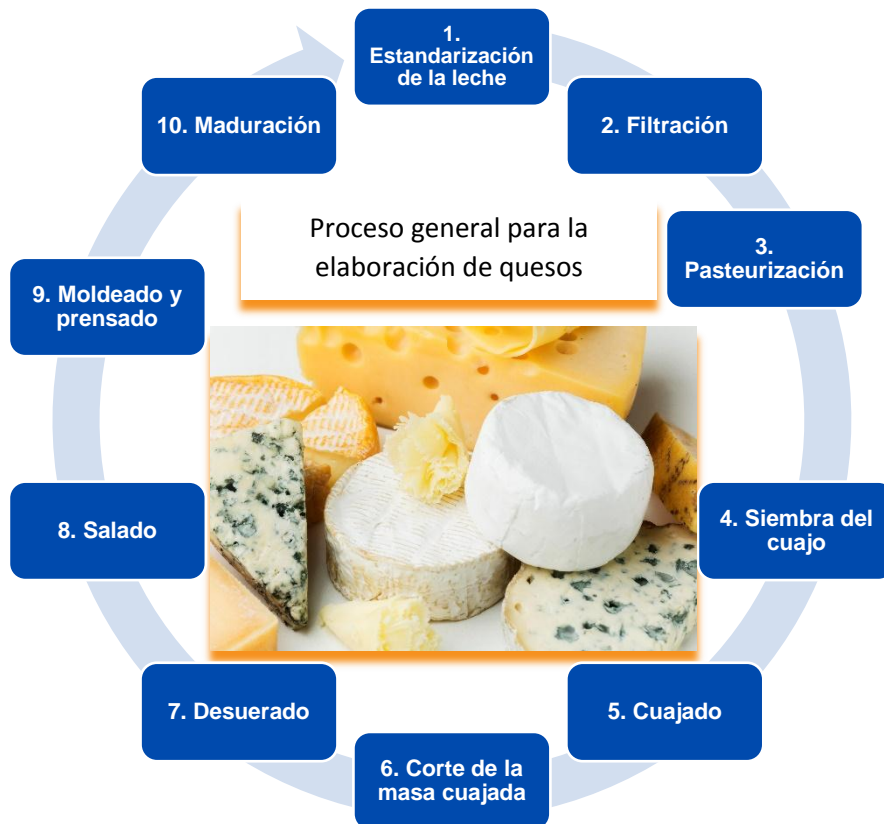 1.
Estandarización
de la leche
2. Filtración
3.
Pasteurización
4. Siembra del
cuajo
5. Cuajado
6. Corte de la
masa cuajada
7. Desuerado
8. Salado
9. Moldeado y
prensado
10. Maduración
Proceso general para la
elaboración de quesos